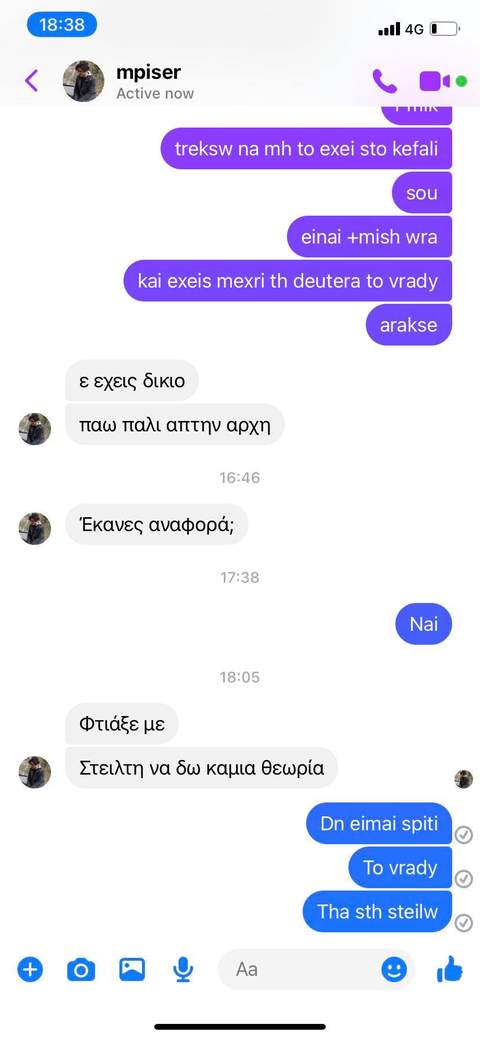 18:38
4G
mpiser
Active now
treksw na mh to exei sto kefali
sou
einai +mish wra
kai exeis mexri th deutera to vrady
arakse
ε εχεις δικιο
παω παλι απτην αρχη
16:46
Έκανες αναφορά;
17:38
Nai
18:05
Φτιάξε με
Στειλτη να δω καμια θεωρία
Dn eimai spiti
To vrady
Tha sth steilw
Aa